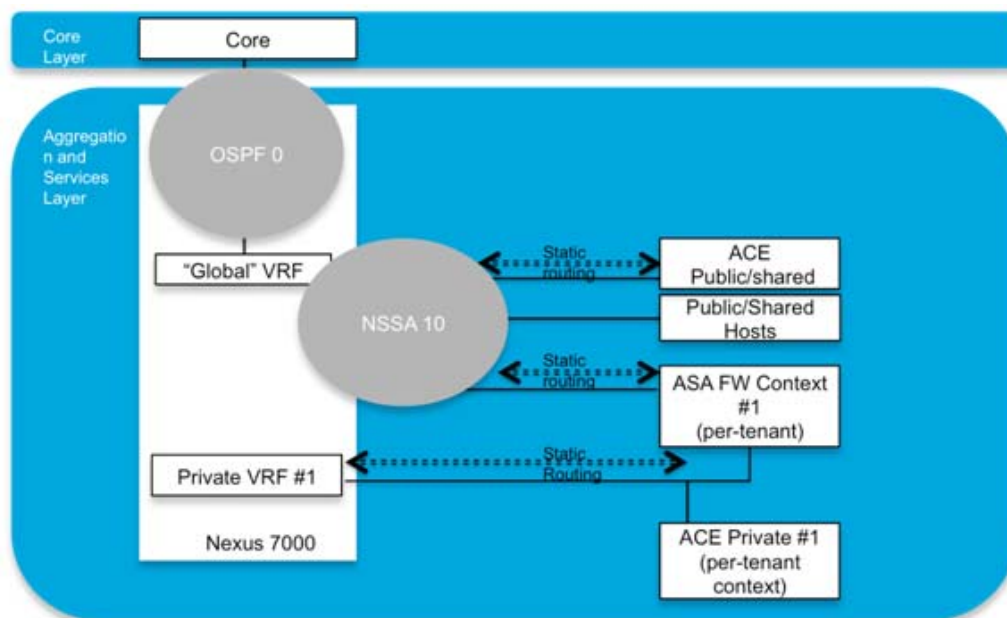 Core
Layer
Core
Aggregatio
n and
Services
Layer
OSPF 0
“Global” VRF
NSSA 10
Static
routing
ACE
Public/shared
Public/Shared
Hosts
Static
routing
ASA FW Context
#1
(per-tenant)
Private VRF #1
Static
Routing
Nexus 7000
ACE Private #1
(per-tenant
context)